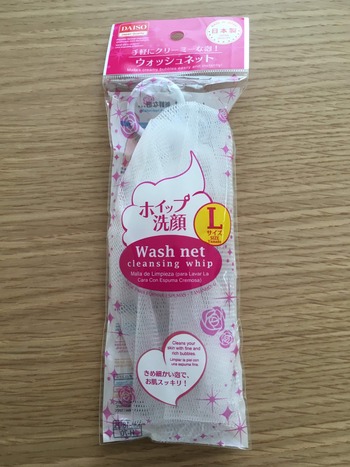 DAISO
日本製
手軽にクリーミーな泡!
ウォッシュネット
ホイップ
洗顔
L
サイズ
SIZE
Wash net
cleansing whip
Malla de Limpieza (para Lavar La
Cara Con Espuma Cremosa)
Cleans your
skin with fine and
rich bubbles.
きめ細かい泡で、
お肌スッキリ!